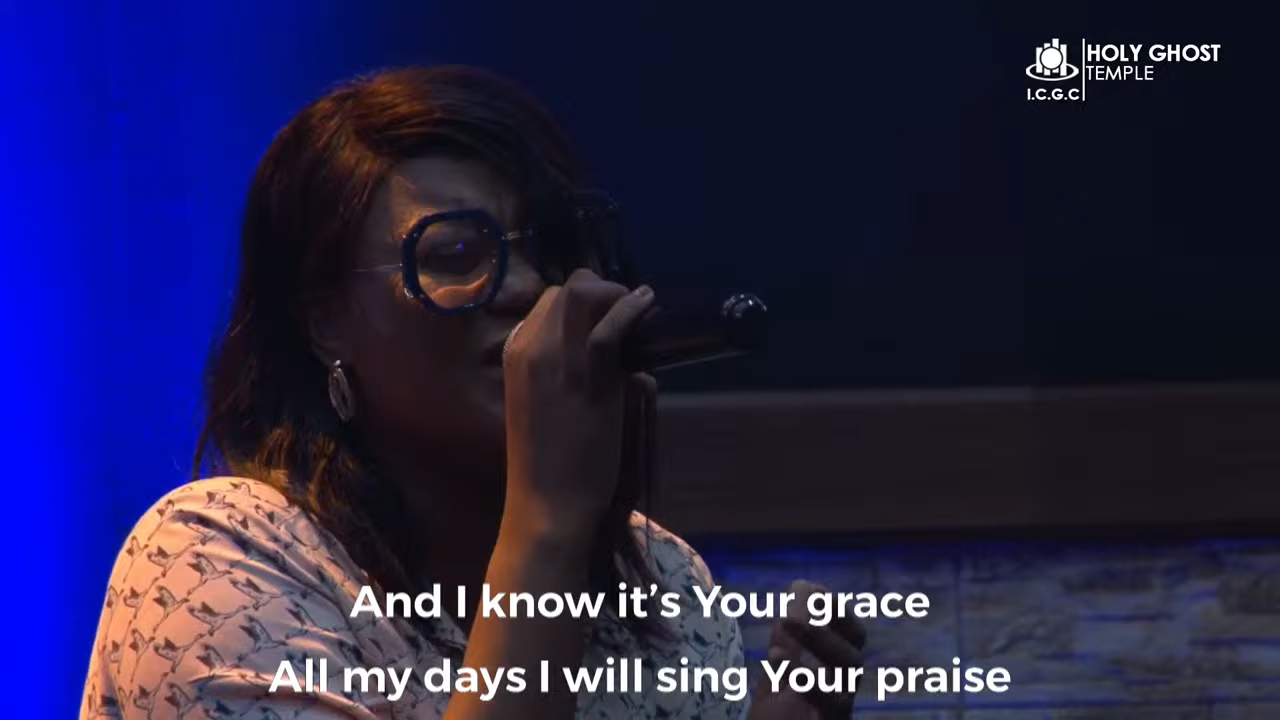 HOLY GHOST
TEMPLE
I.C.G.C
And I know it’s Your grace
All my days I will sing Your praise